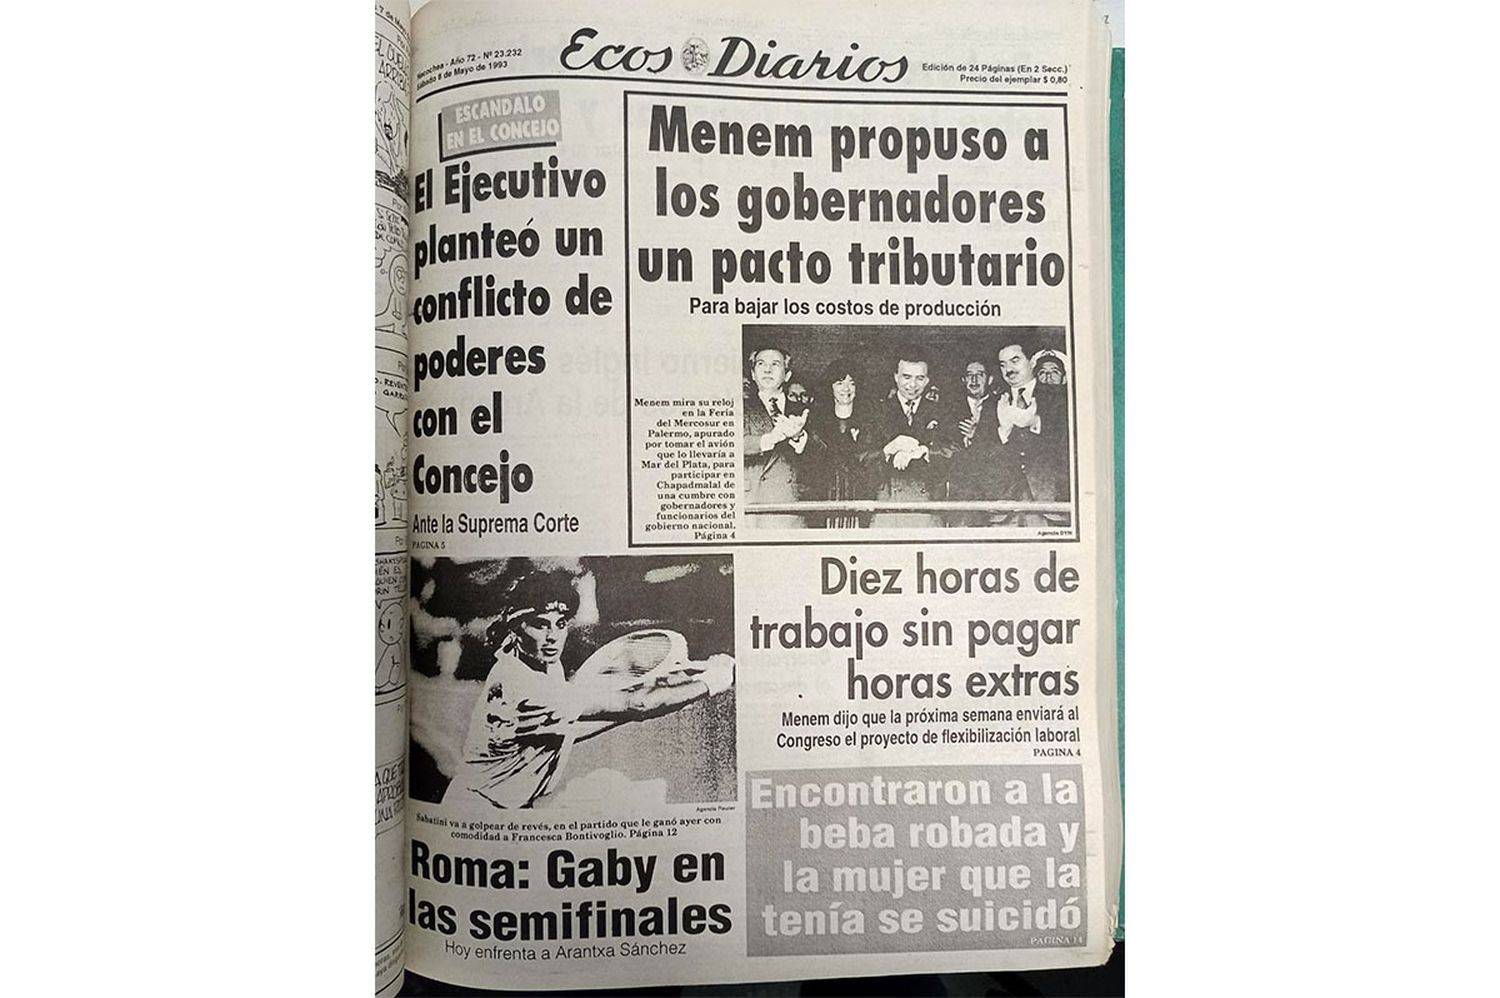 Necochea - Año 72 - Nº 23.232
Sábado 8 de Mayo de 1993
Ecos Diarios
Edición de 24 Páginas (En 2 Secc.)
Precio del ejemplar $ 0,80
ESCANDALO
EN EL CONCEJO
El Ejecutivo
planteó un
conflicto de
poderes
con el
Concejo
Ante la Suprema Corte
PAGINA 5
Menem propuso a
los gobernadores
un pacto tributario
Para bajar los costos de producción
Menem mira su reloj
en la Feria
del Mercosur en
Palermo, apurado
por tomar el avión
que lo llevaría a
Mar del Plata, para
participar en
Chapadmalal de
una cumbre con
gobernadores y
funcionarios del
gobierno nacional.
Página 4
Agencia DYN
Diez horas de
trabajo sin pagar
horas extras
Menem dijo que la próxima semana enviará al
Congreso el proyecto de flexibilización laboral
PAGINA 4
Agencia Reuter
Sabatini va a golpear de revés, en el partido que le ganó ayer con
comodidad a Francesca Bontivoglio. Página 12
Roma: Gaby en
las semifinales
Hoy enfrenta a Arantxa Sánchez
Encontraron a la
beba robada y
la mujer que la
tenía se suicidó
PAGINA 14